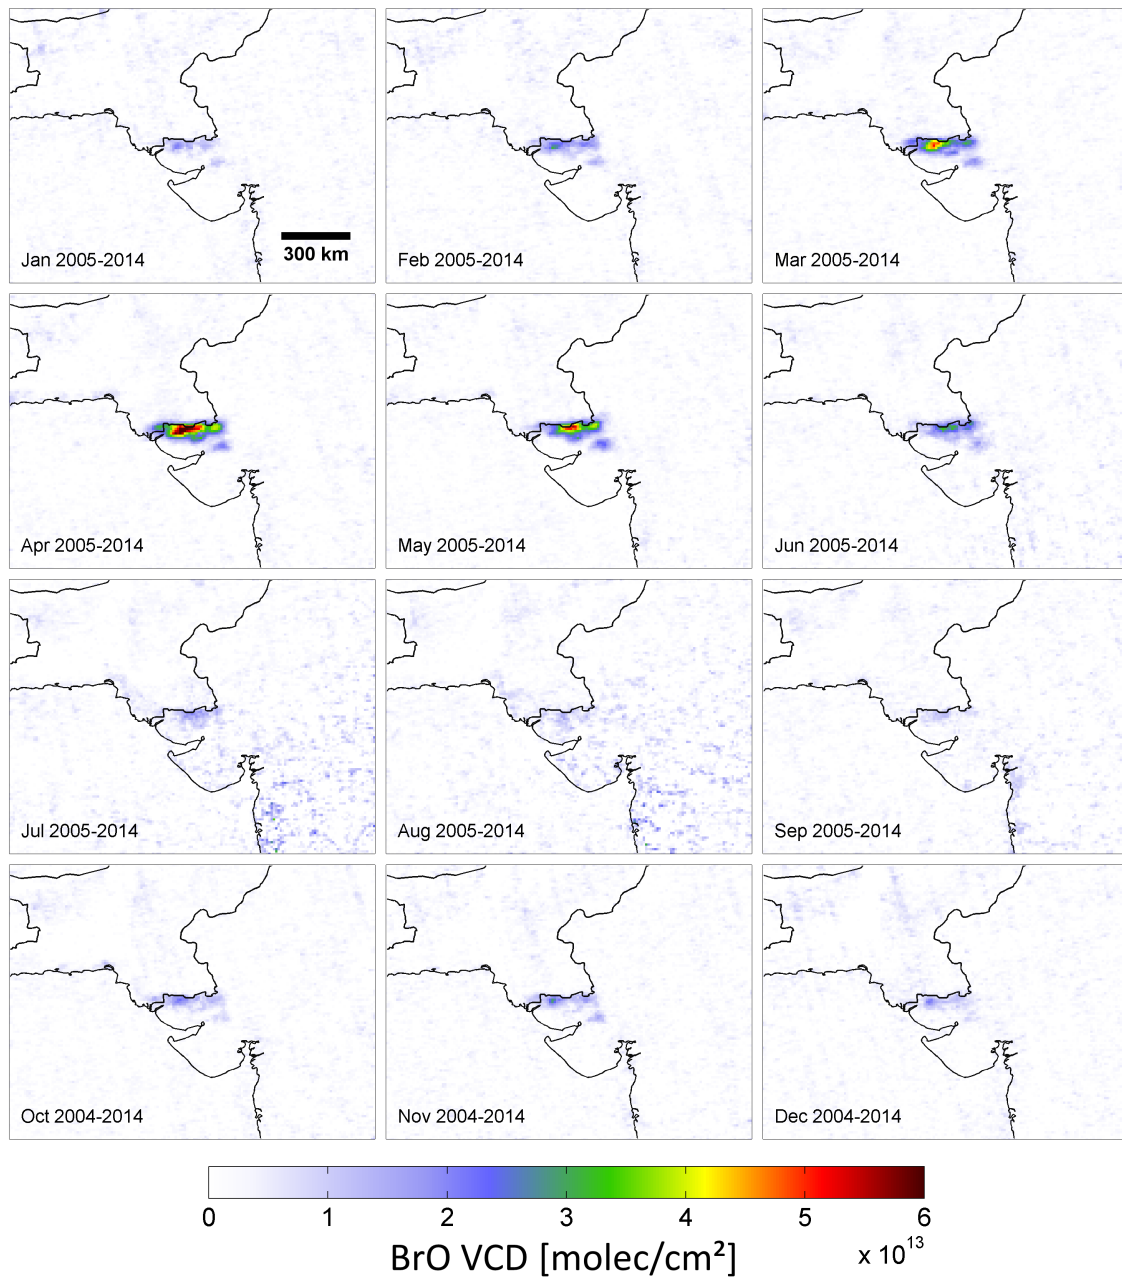 300 km
Jan 2005-2014
Feb 2005-2014
Mar 2005-2014
Apr 2005-2014
May 2005-2014
Jun 2005-2014
Jul 2005-2014
Aug 2005-2014
Sep 2005-2014
Oct 2004-2014
Nov 2004-2014
Dec 2004-2014
0 1 2 3 4 5 6
BrO VCD [molec/cm²] x 10¹³